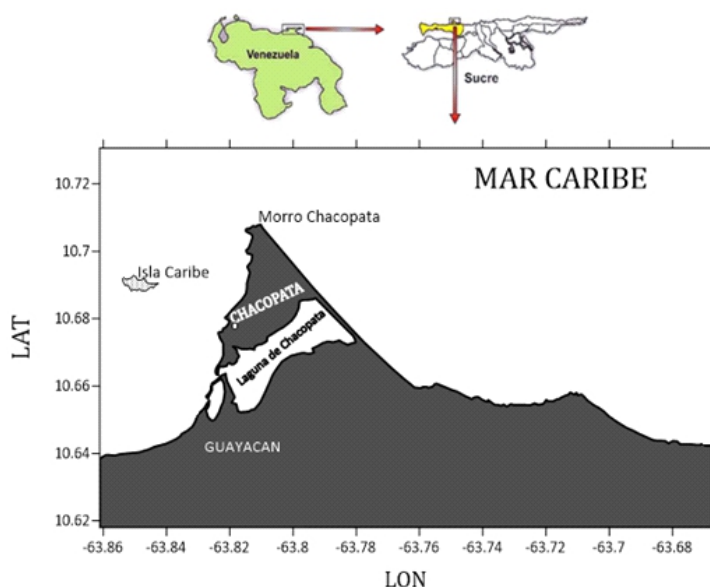 Venezuela
Sucre
MAR CARIBE
10.72
Morro Chacopata
10.7
Isla Caribe
CHACOPATA
10.68
Laguna de Chacopata
LAT
10.66
GUAYACAN
10.64
10.62
-63.86 -63.84 -63.82 -63.8 -63.78 -63.76 -63.74 -63.72 -63.7 -63.68
LON